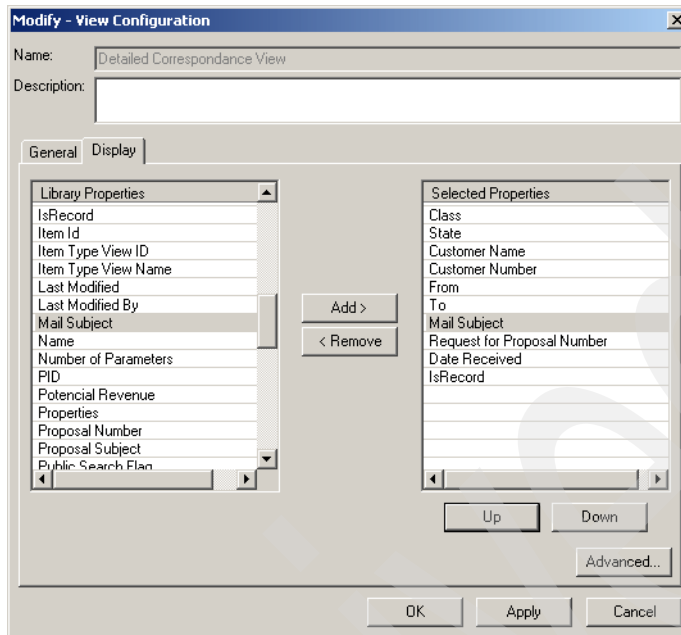 Modify - View Configuration
Name:
Detailed Correspondance View
Description:
General
Display
Library Properties
IsRecord
Item Id
Item Type View ID
Item Type View Name
Last Modified
Last Modified By
Mail Subject
Name
Number of Parameters
PID
Potencial Revenue
Properties
Proposal Number
Proposal Subject
Public Search Flag
Add >
< Remove
Selected Properties
Class
State
Customer Name
Customer Number
From
To
Mail Subject
Request for Proposal Number
Date Received
IsRecord
Up
Down
Advanced...
OK
Apply
Cancel